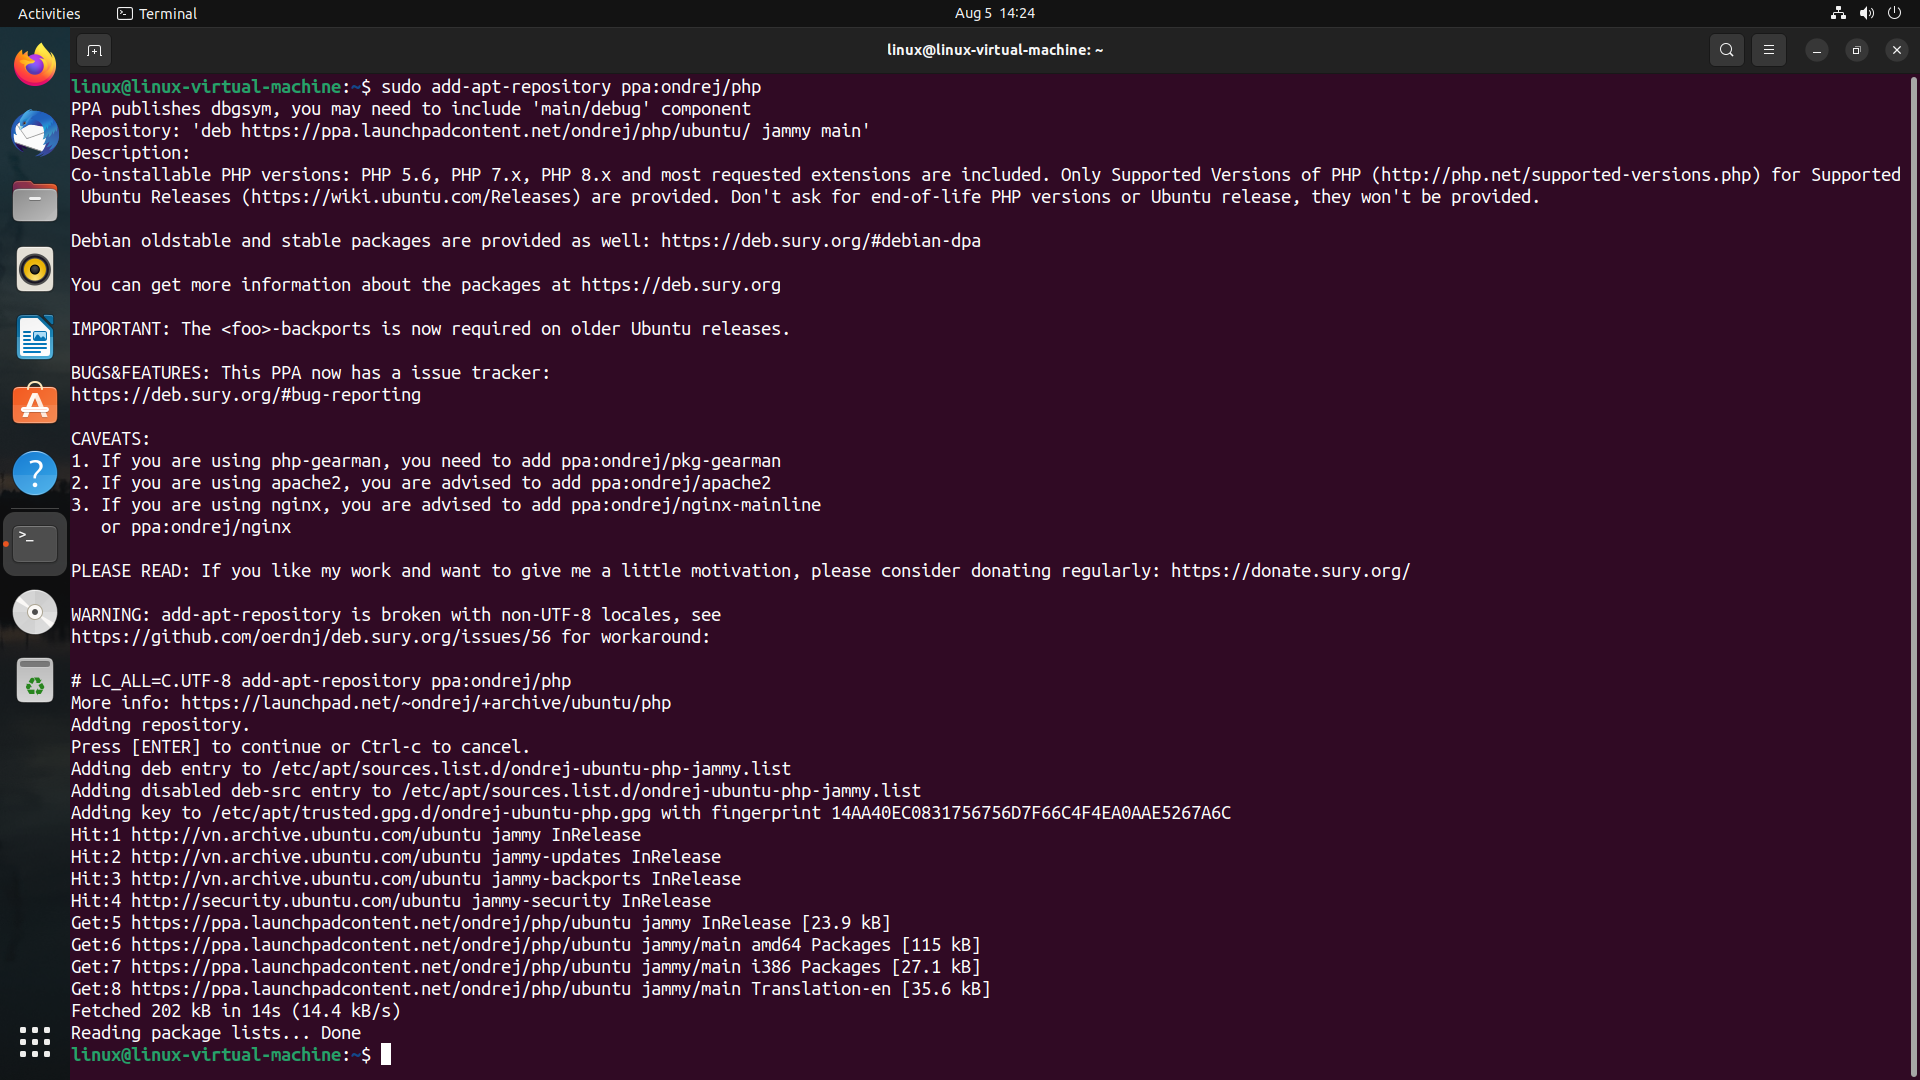 Activities
Terminal
Aug 5 14:24
linux@linux-virtual-machine: ~
linux@linux-virtual-machine:~$ sudo add-apt-repository ppa:ondrej/php
PPA publishes dbgsym, you may need to include 'main/debug' component
Repository: 'deb https://ppa.launchpadcontent.net/ondrej/php/ubuntu/ jammy main'
Description:
Co-installable PHP versions: PHP 5.6, PHP 7.x, PHP 8.x and most requested extensions are included. Only Supported Versions of PHP (http://php.net/supported-versions.php) for Supported
Ubuntu Releases (https://wiki.ubuntu.com/Releases) are provided. Don't ask for end-of-life PHP versions or Ubuntu release, they won't be provided.
Debian oldstable and stable packages are provided as well: https://deb.sury.org/#debian-dpa
You can get more information about the packages at https://deb.sury.org
IMPORTANT: The <foo>-backports is now required on older Ubuntu releases.
BUGS&FEATURES: This PPA now has a issue tracker:
https://deb.sury.org/#bug-reporting
CAVEATS:
1. If you are using php-gearman, you need to add ppa:ondrej/pkg-gearman
2. If you are using apache2, you are advised to add ppa:ondrej/apache2
3. If you are using nginx, you are advised to add ppa:ondrej/nginx-mainline
or ppa:ondrej/nginx
PLEASE READ: If you like my work and want to give me a little motivation, please consider donating regularly: https://donate.sury.org/
WARNING: add-apt-repository is broken with non-UTF-8 locales, see
https://github.com/oerdnj/deb.sury.org/issues/56 for workaround:
# LC_ALL=C.UTF-8 add-apt-repository ppa:ondrej/php
More info: https://launchpad.net/~ondrej/+archive/ubuntu/php
Adding repository.
Press [ENTER] to continue or Ctrl-c to cancel.
Adding deb entry to /etc/apt/sources.list.d/ondrej-ubuntu-php-jammy.list
Adding disabled deb-src entry to /etc/apt/sources.list.d/ondrej-ubuntu-php-jammy.list
Adding key to /etc/apt/trusted.gpg.d/ondrej-ubuntu-php.gpg with fingerprint 14AA40EC0831756756D7F66C4F4EA0AAE5267A6C
Hit:1 http://vn.archive.ubuntu.com/ubuntu jammy InRelease
Hit:2 http://vn.archive.ubuntu.com/ubuntu jammy-updates InRelease
Hit:3 http://vn.archive.ubuntu.com/ubuntu jammy-backports InRelease
Hit:4 http://security.ubuntu.com/ubuntu jammy-security InRelease
Get:5 https://ppa.launchpadcontent.net/ondrej/php/ubuntu jammy InRelease [23.9 kB]
Get:6 https://ppa.launchpadcontent.net/ondrej/php/ubuntu jammy/main amd64 Packages [115 kB]
Get:7 https://ppa.launchpadcontent.net/ondrej/php/ubuntu jammy/main i386 Packages [27.1 kB]
Get:8 https://ppa.launchpadcontent.net/ondrej/php/ubuntu jammy/main Translation-en [35.6 kB]
Fetched 202 kB in 14s (14.4 kB/s)
Reading package lists... Done
linux@linux-virtual-machine:~$